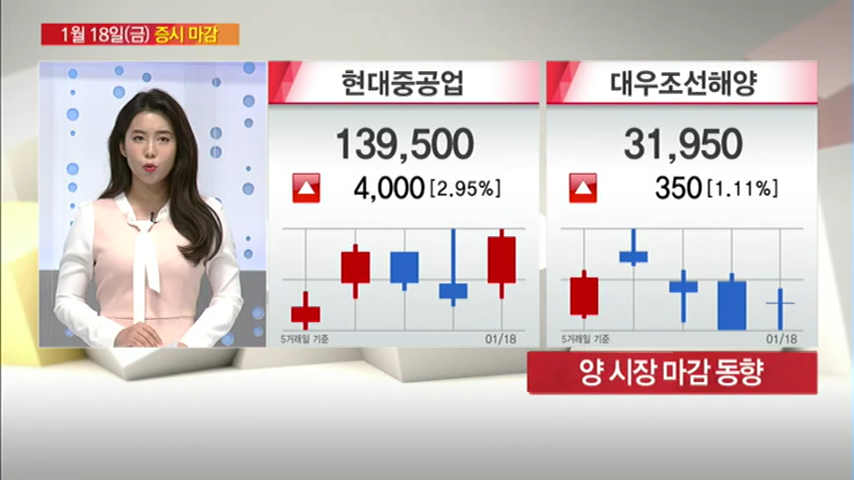 1월 18일(금) 증시 마감
현대중공업
139,500
4,000 [2.95%]
5거래일 기준
01/18
대우조선해양
31,950
350 [1.11%]
5거래일 기준
01/18
양 시장 마감 동향